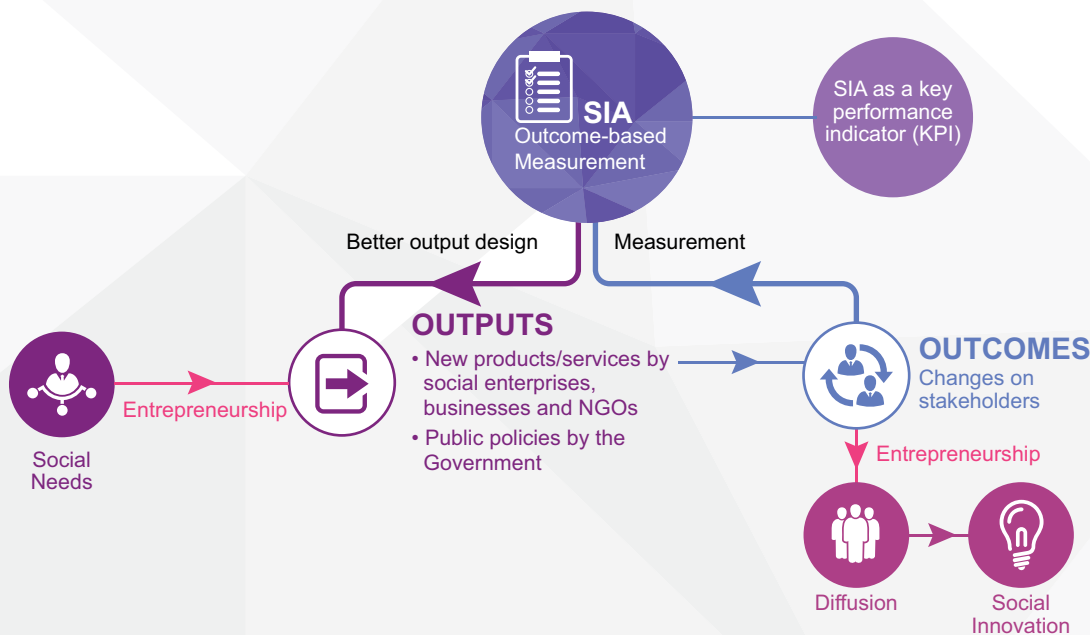 SIA
Outcome-based
Measurement
SIA as a key
performance
indicator (KPI)
Better output design
Measurement
OUTPUTS
• New products/services by
social enterprises,
businesses and NGOs
• Public policies by the
Government
OUTCOMES
Changes on
stakeholders
Entrepreneurship
Social
Needs
Entrepreneurship
Diffusion
Social
Innovation